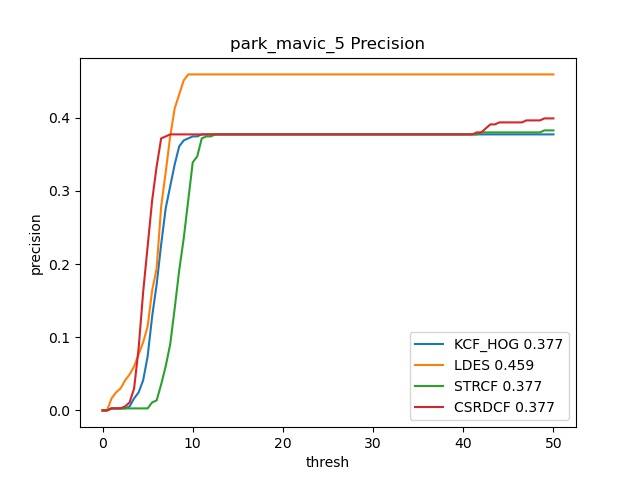 park_mavic_5 Precision
precision
0.4
0.3
0.2
0.1
0.0
KCF_HOG 0.377
LDES 0.459
STRCF 0.377
CSRDCF 0.377
0 10 20 30 40 50
thresh